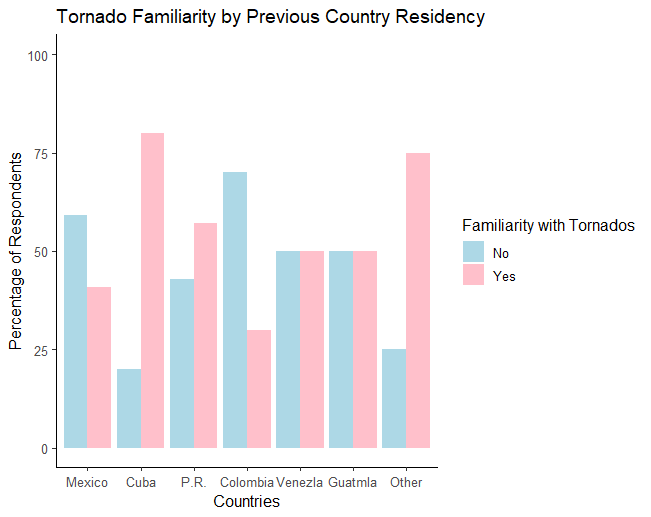 Tornado Familiarity by Previous Country Residency
100
75
50
25
0
Percentage of Respondents
Mexico Cuba P.R. Colombia Venezla Guatmla Other
Countries
Familiarity with Tornados
No
Yes